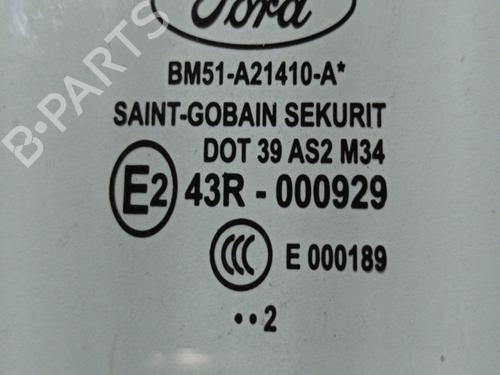 Ford
BM51-A21410-A*
SAINT-GOBAIN SEKURIT
DOT 39 AS2 M34
E2 43R - 000929
CCC E 000189
••2
B-PARTS